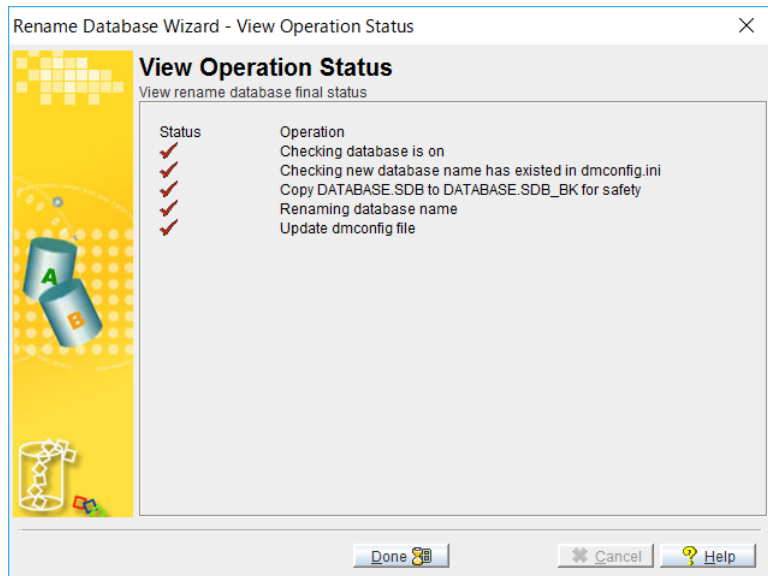 Rename Database Wizard - View Operation Status
View Operation Status
View rename database final status
Status Operation
Checking database is on
Checking new database name has existed in dmconfig.ini
Copy DATABASE.SDB to DATABASE.SDB_BK for safety
Renaming database name
Update dmconfig file
A
B
Done Cancel Help